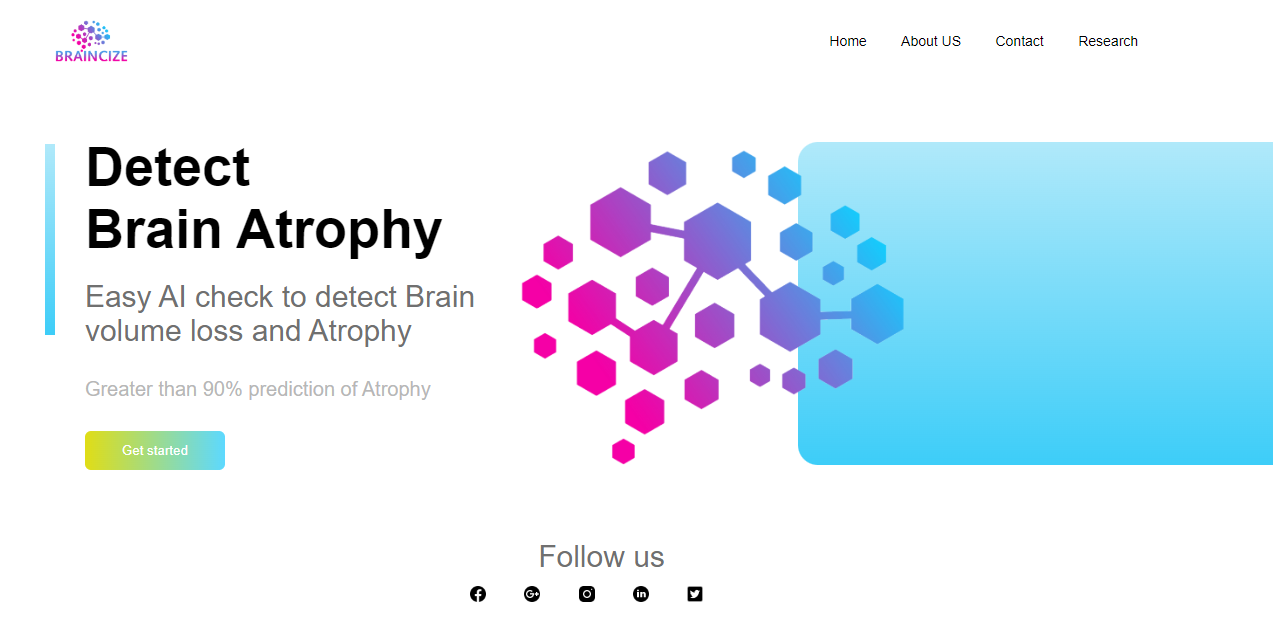 BRAINCIZE
Home About US Contact Research
Detect
Brain Atrophy
Easy AI check to detect Brain
volume loss and Atrophy
Greater than 90% prediction of Atrophy
Get started
Follow us